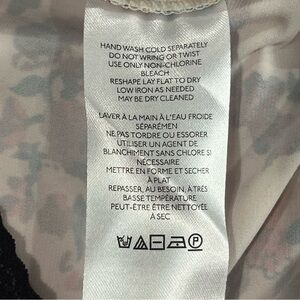 HAND WASH COLD SEPARATELY
DO NOT WRING OR TWIST
USE ONLY NON-CHLORINE
BLEACH
RESHAPE LAY FLAT TO DRY
LOW IRON AS NEEDED
MAY BE DRY CLEANED
LAVER À LA MAIN À L'EAU FROIDE
SÉPARÉMEN
NE PAS TORDRE OU ESSORER
UTILISER UN AGENT DE
BLANCHIMENT SANS CHLORE SI
NÉCESSAIRE
METTRE EN FORME ET SECHER
À PLAT
REPASSER, AU BESOIN, À TRÈS
BASSE TEMPÉRATURE
PEUT-ÊTRE ÊTRE NETTOYÉE
À SEC
P